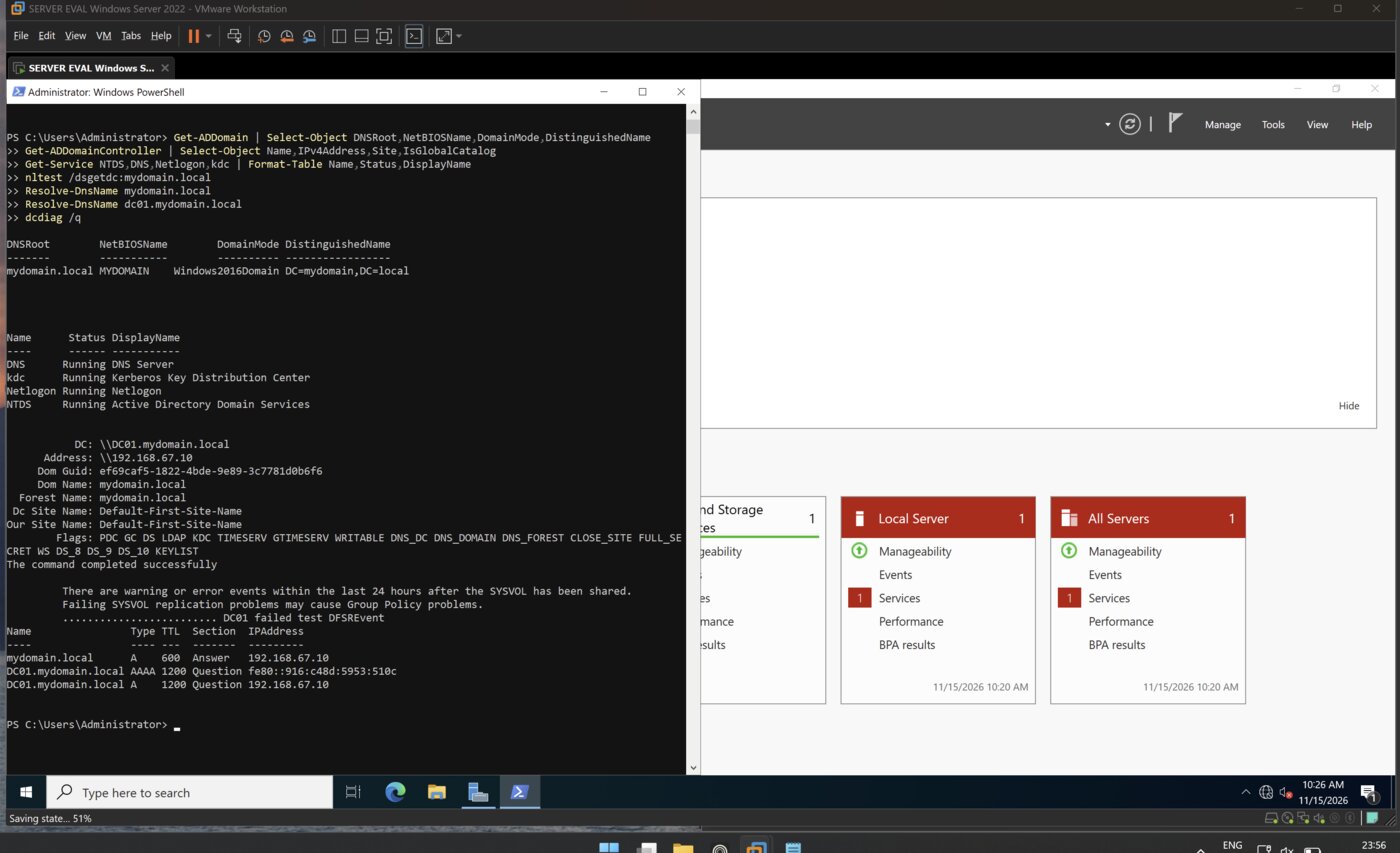 SERVER EVAL Windows Server 2022 - VMware Workstation
File Edit View VM Tabs Help
SERVER EVAL Windows S...
Administrator: Windows PowerShell
PS C:\Users\Administrator> Get-ADDomain | Select-Object DNSRoot,NetBIOSName,DomainMode,DistinguishedName
>> Get-ADDomainController | Select-Object Name,IPv4Address,Site,IsGlobalCatalog
>> Get-Service NTDS,DNS,Netlogon,kdc | Format-Table Name,Status,DisplayName
>> nltest /dsgetdc:mydomain.local
>> Resolve-DnsName mydomain.local
>> Resolve-DnsName dc01.mydomain.local
>> dcdiag /q
DNSRoot NetBIOSName DomainMode DistinguishedName
------- ----------- ---------- -----------------
mydomain.local MYDOMAIN Windows2016Domain DC=mydomain,DC=local
Name Status DisplayName
---- ------ -----------
DNS Running DNS Server
kdc Running Kerberos Key Distribution Center
Netlogon Running Netlogon
NTDS Running Active Directory Domain Services
DC: \\DC01.mydomain.local
Address: \\192.168.67.10
Dom Guid: ef69caf5-1822-4bde-9e89-3c7781d0b6f6
Dom Name: mydomain.local
Forest Name: mydomain.local
Dc Site Name: Default-First-Site-Name
Our Site Name: Default-First-Site-Name
Flags: PDC GC DS LDAP KDC TIMESERV GTIMESERV WRITABLE DNS_DC DNS_DOMAIN DNS_FOREST CLOSE_SITE FULL_SE
CRET WS DS_8 DS_9 DS_10 KEYLIST
The command completed successfully
There are warning or error events within the last 24 hours after the SYSVOL has been shared.
Failing SYSVOL replication problems may cause Group Policy problems.
......................... DC01 failed test DFSREvent
Name Type TTL Section IPAddress
---- ---- --- ------- ---------
mydomain.local A 600 Answer 192.168.67.10
DC01.mydomain.local AAAA 1200 Question fe80::916:c48d:5953:510c
DC01.mydomain.local A 1200 Question 192.168.67.10
PS C:\Users\Administrator> _
Manage Tools View Help
Hide
nd Storage 1
ces
geability
s
es
mance
sults
Local Server 1
Manageability
Events
1 Services
Performance
BPA results
11/15/2026 10:20 AM
All Servers 1
Manageability
Events
1 Services
Performance
BPA results
11/15/2026 10:20 AM
Type here to search
10:26 AM
11/15/2026
1
Saving state... 51%
ENG
23:56